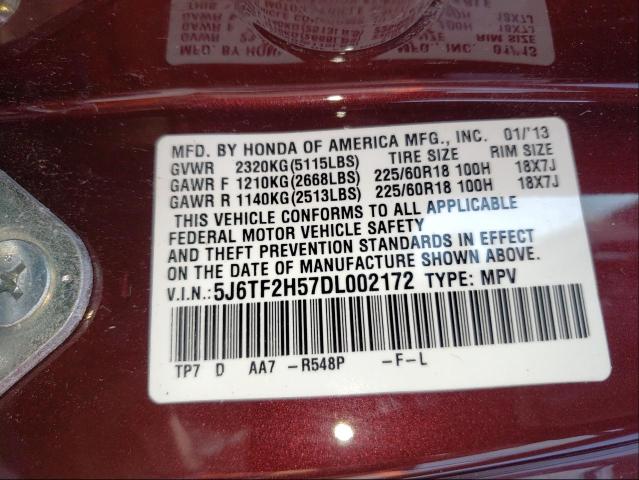 MFD. BY HONDA OF AMERICA MFG., INC. 01/'13
GVWR 2320KG(5115LBS) TIRE SIZE RIM SIZE
GAWR F 1210KG(2668LBS) 225/60R18 100H 18X7J
GAWR R 1140KG(2513LBS) 225/60R18 100H 18X7J
THIS VEHICLE CONFORMS TO ALL APPLICABLE
FEDERAL MOTOR VEHICLE SAFETY
AND THEFT PREVENTION STANDARDS IN EFFECT
ON THE DATE OF MANUFACTURE SHOWN ABOVE.
V.I.N.:5J6TF2H57DL002172 TYPE: MPV
TP7 D AA7 -R548P -F-L